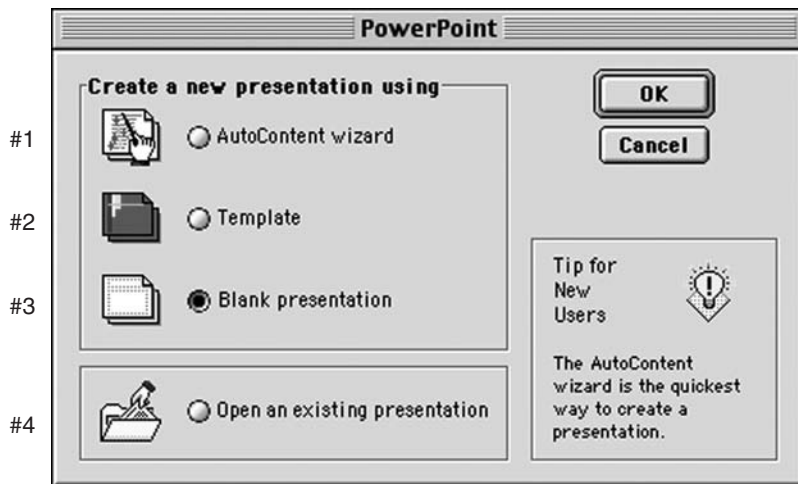 PowerPoint
Create a new presentation using
#1
AutoContent wizard
#2
Template
#3
Blank presentation
#4
Open an existing presentation
OK
Cancel
Tip for
New
Users
The AutoContent
wizard is the quickest
way to create a
presentation.